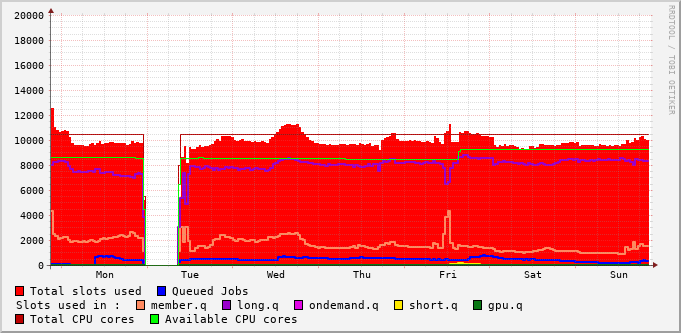 20000
18000
16000
14000
12000
10000
8000
6000
4000
2000
0
Mon Tue Wed Thu Fri Sat Sun
Total slots used Queued Jobs
Slots used in : member.q long.q ondemand.q short.q gpu.q
Total CPU cores Available CPU cores
RRDTOOL / TOBI OETIKER